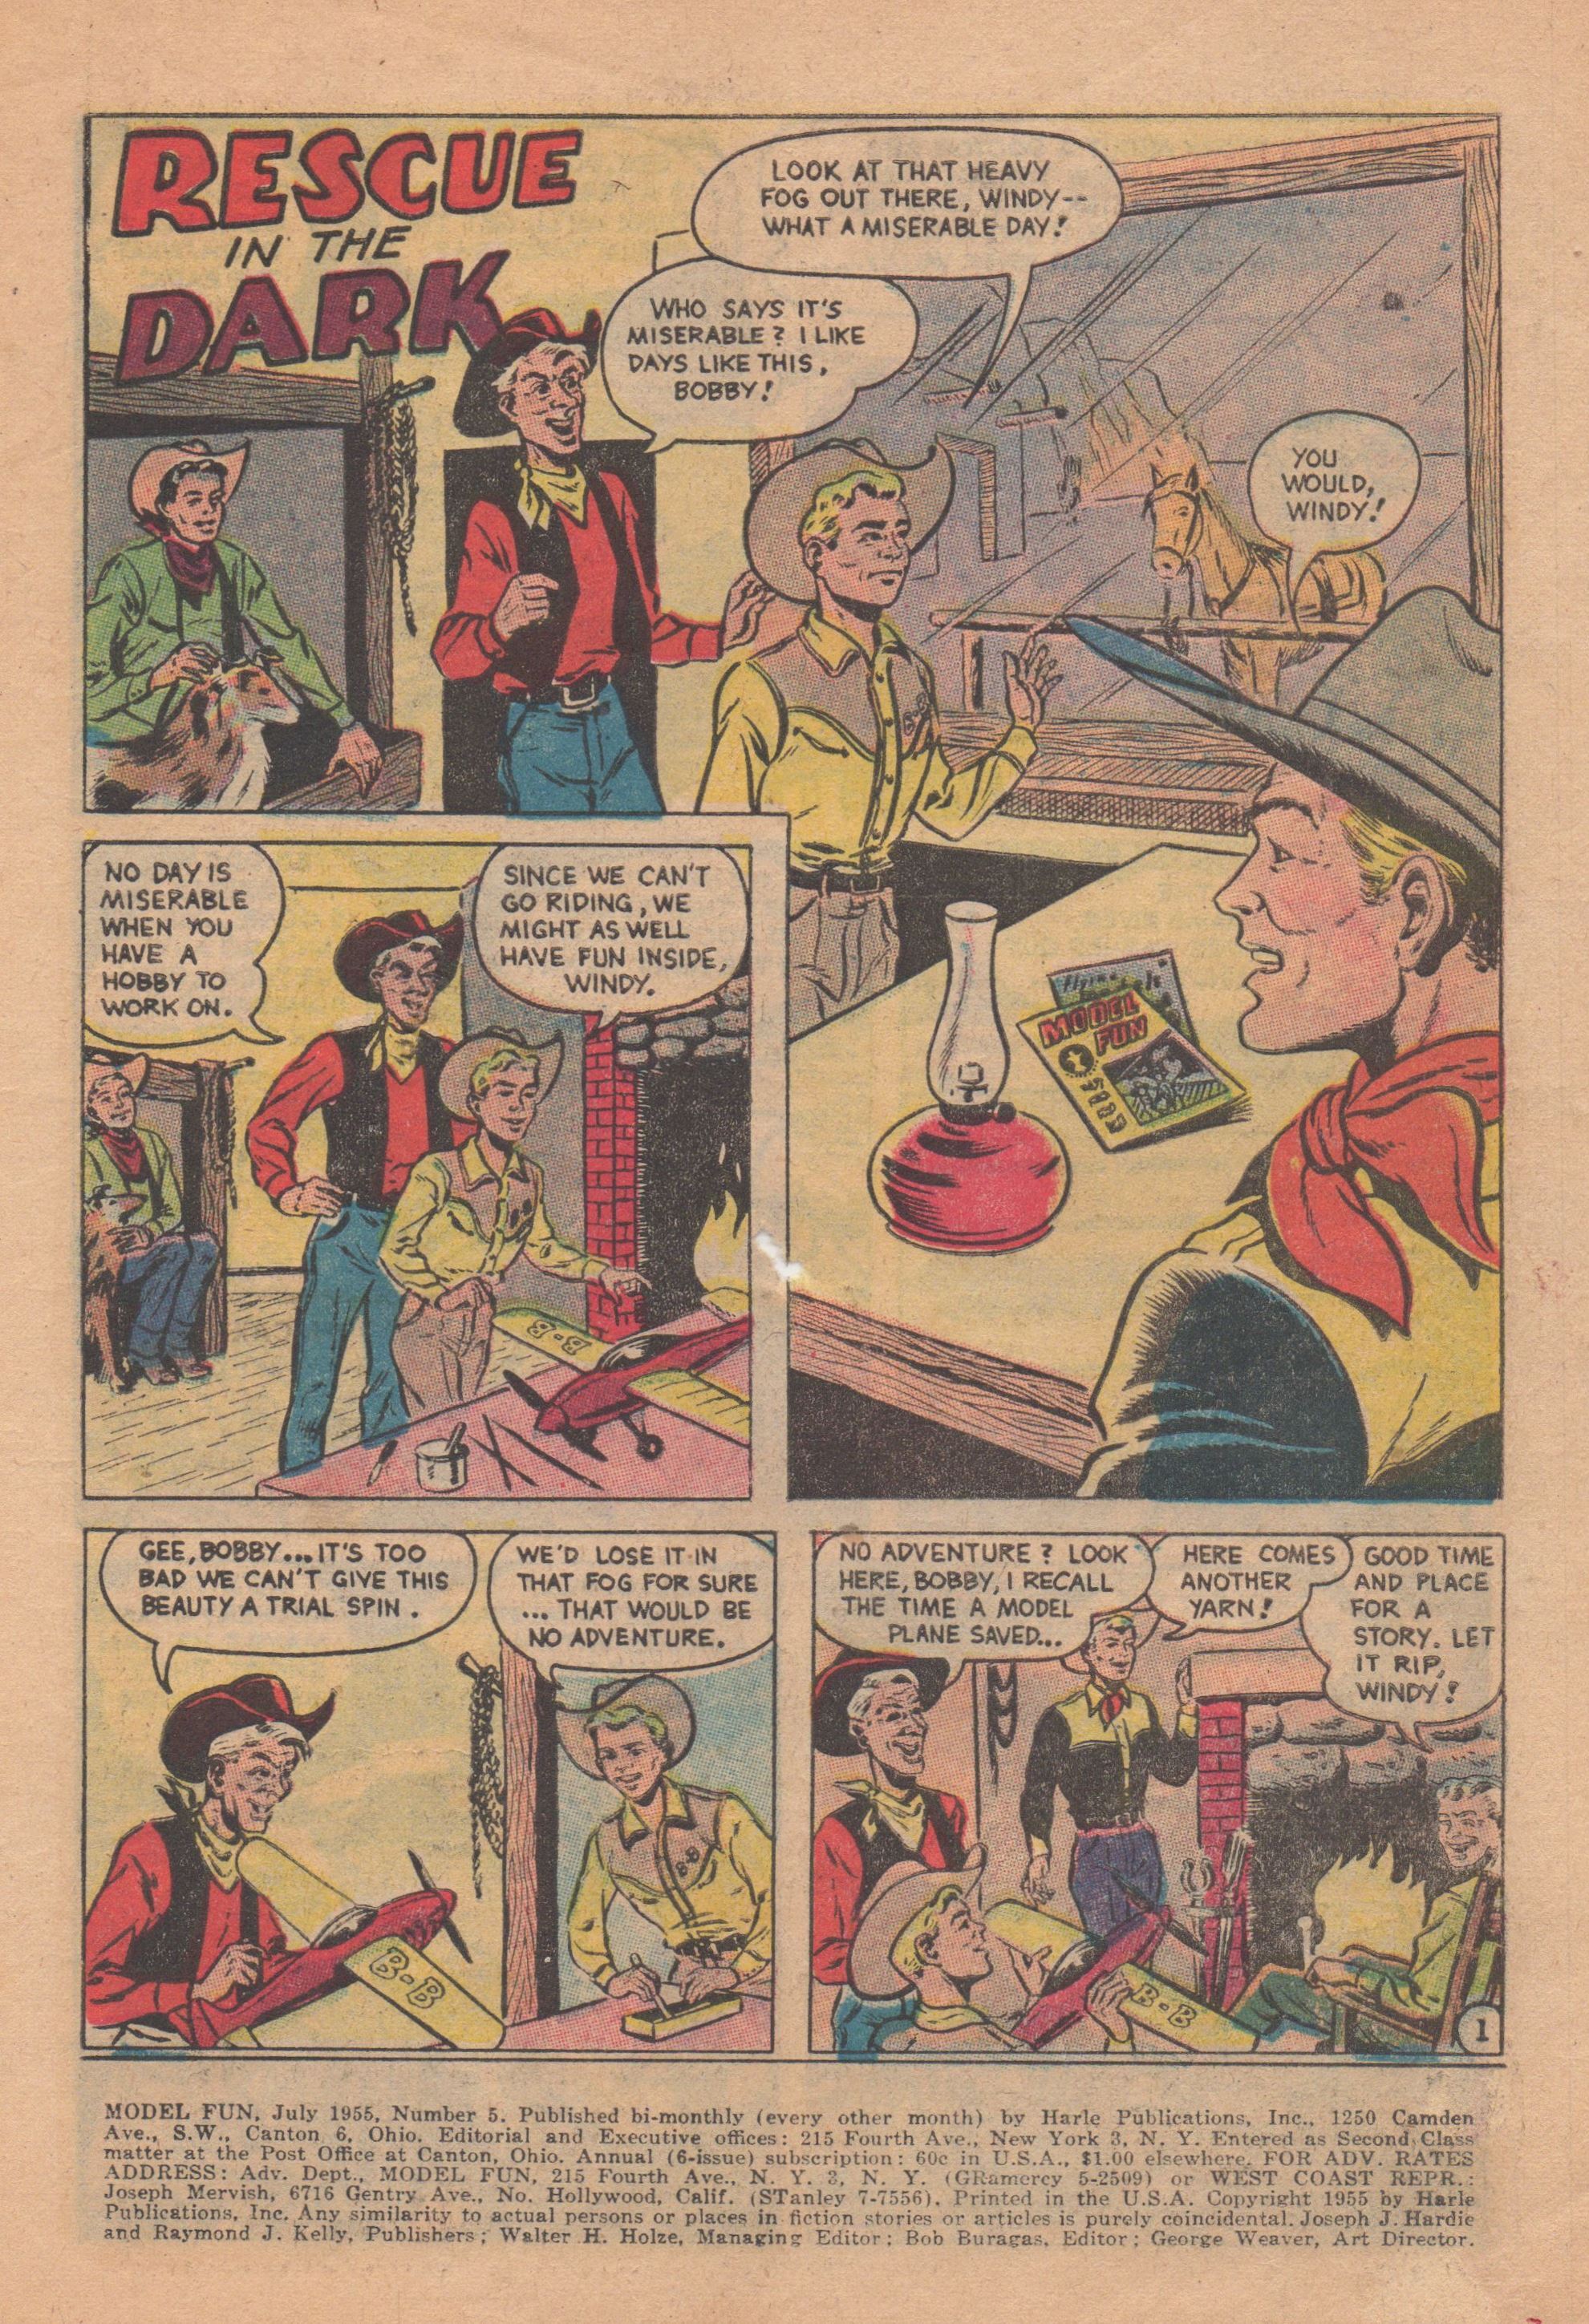 RESCUE
IN THE
DARK
LOOK AT THAT HEAVY
FOG OUT THERE, WINDY--
WHAT A MISERABLE DAY!
WHO SAYS IT'S
MISERABLE? I LIKE
DAYS LIKE THIS,
BOBBY!
YOU
WOULD,
WINDY!
B-B
MODEL
FUN
NO DAY IS
MISERABLE
WHEN YOU
HAVE A
HOBBY TO
WORK ON.
SINCE WE CAN'T
GO RIDING, WE
MIGHT AS WELL
HAVE FUN INSIDE,
WINDY.
B-B
GEE, BOBBY... IT'S TOO
BAD WE CAN'T GIVE THIS
BEAUTY A TRIAL SPIN.
WE'D LOSE IT IN
THAT FOG FOR SURE
... THAT WOULD BE
NO ADVENTURE.
B-B
B-B
NO ADVENTURE? LOOK
HERE, BOBBY, I RECALL
THE TIME A MODEL
PLANE SAVED...
HERE COMES
ANOTHER
YARN!
GOOD TIME
AND PLACE
FOR A
STORY. LET
IT RIP,
WINDY!
B-B
1
MODEL FUN, July 1955, Number 5. Published bi-monthly (every other month) by Harle Publications, Inc., 1250 Camden
Ave., S.W., Canton 6, Ohio. Editorial and Executive offices: 215 Fourth Ave., New York 3, N. Y. Entered as Second Class
matter at the Post Office at Canton, Ohio. Annual (6-issue) subscription: 60c in U.S.A., $1.00 elsewhere. FOR ADV. RATES
ADDRESS: Adv. Dept., MODEL FUN, 215 Fourth Ave., N. Y. 3, N. Y. (GRamercy 5-2509) or WEST COAST REPR.:
Joseph Mervish, 6716 Gentry Ave., No. Hollywood, Calif. (STanley 7-7556). Printed in the U.S.A. Copyright 1955 by Harle
Publications, Inc. Any similarity to actual persons or places in fiction stories or articles is purely coincidental. Joseph J. Hardie
and Raymond J. Kelly, Publishers; Walter H. Holze, Managing Editor; Bob Buragas, Editor; George Weaver, Art Director.